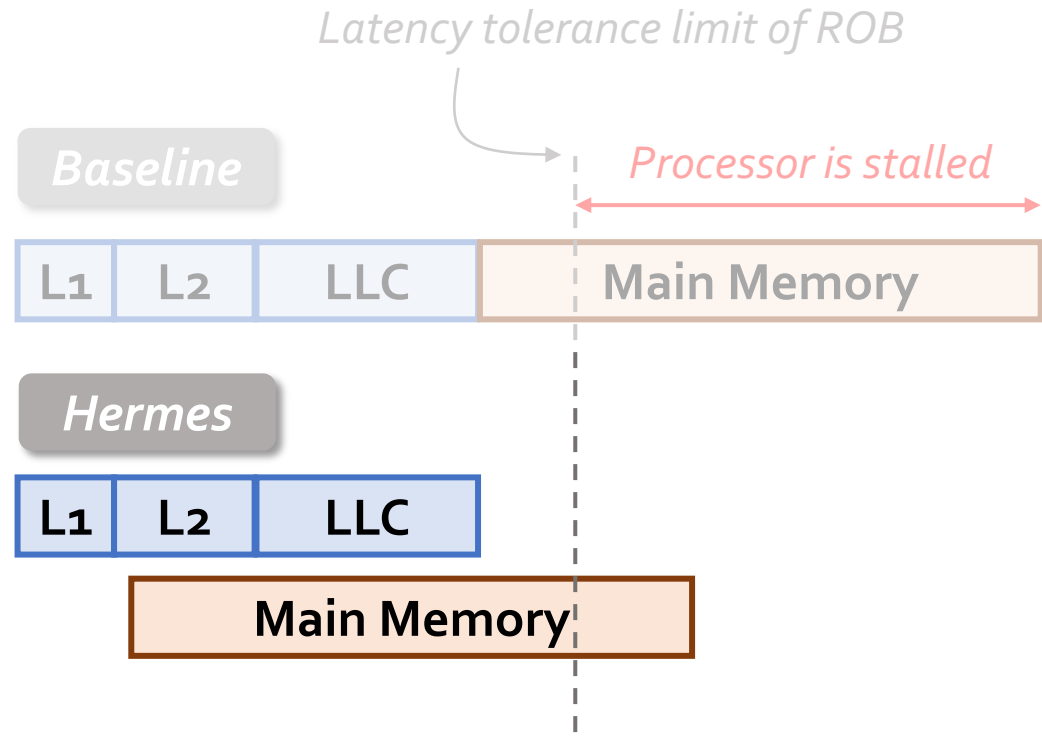 Latency tolerance limit of ROB
Baseline
Processor is stalled
L1 L2 LLC Main Memory
Hermes
L1 L2 LLC
Main Memory